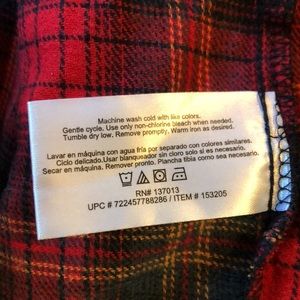 Machine wash cold with like colors.
Gentle cycle. Use only non-chlorine bleach when needed.
Tumble dry low. Remove promptly. Warm iron as desired.
Lavar en máquina con agua fría por separado con colores similares.
Ciclo delicado.Usar blanqueador sin cloro solo si es necesario.
Secar en máquina. Remover pronto. Plancha tibia como desee.
RN# 137013
UPC # 722457788286 / ITEM # 153205